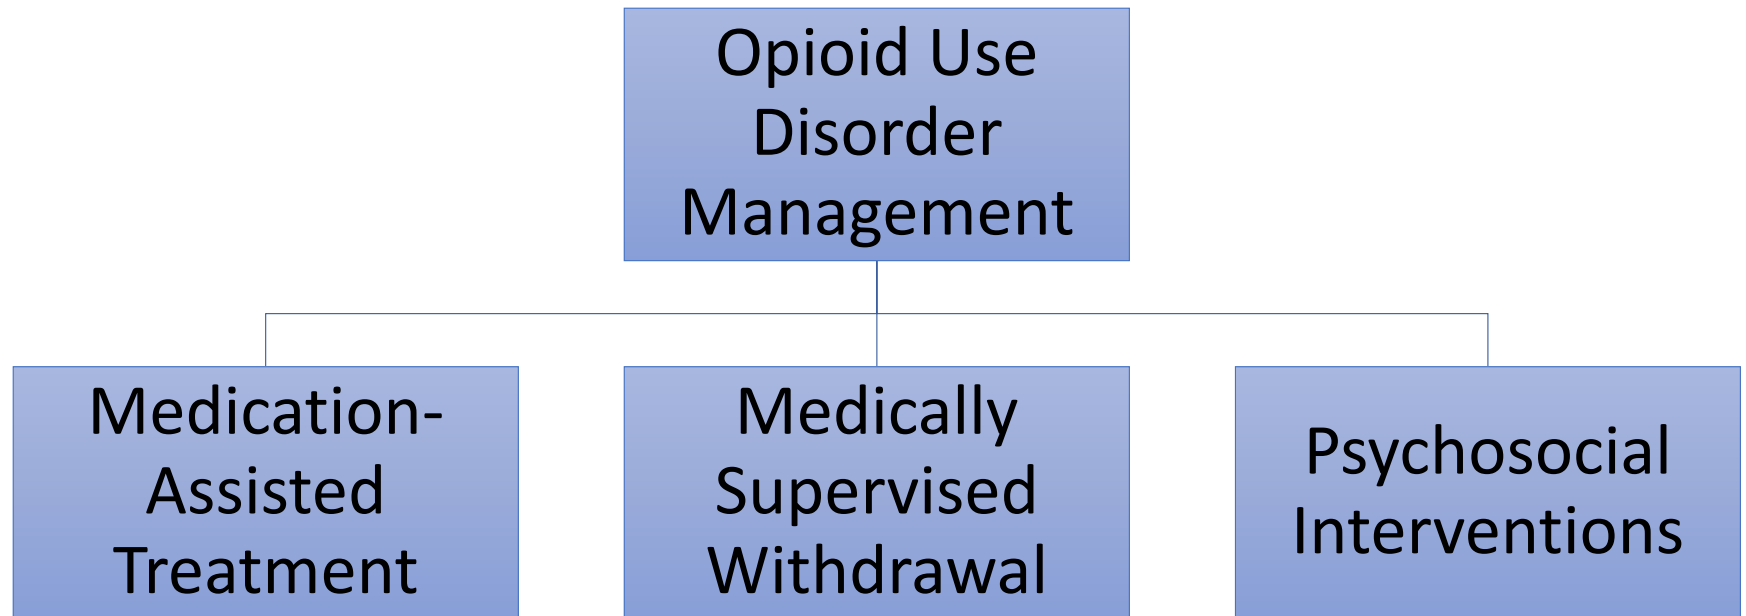 Opioid Use
Disorder
Management
Medication-
Assisted
Treatment
Medically
Supervised
Withdrawal
Psychosocial
Interventions